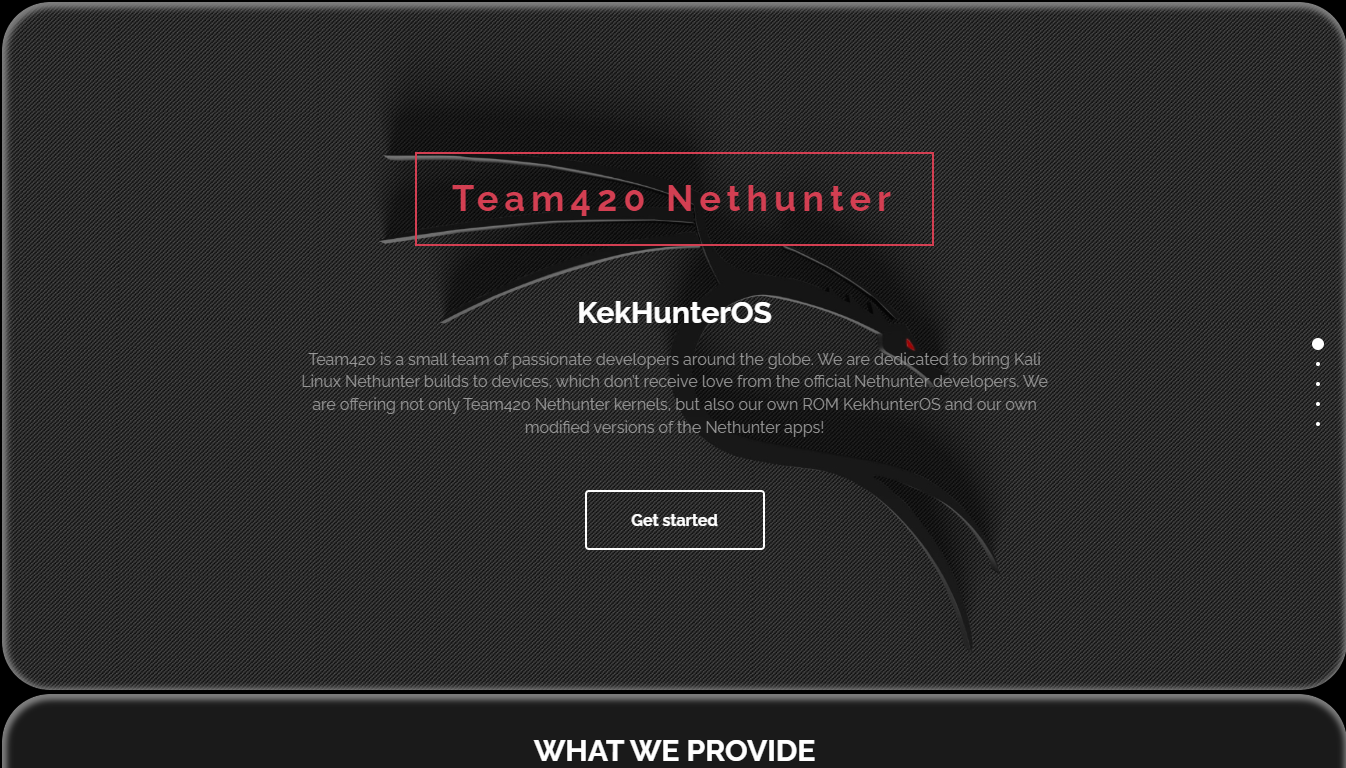 Team420 Nethunter
KekHunterOS
Team420 is a small team of passionate developers around the globe. We are dedicated to bring Kali
Linux Nethunter builds to devices, which don't receive love from the official Nethunter developers. We
are offering not only Team420 Nethunter kernels, but also our own ROM KekhunterOS and our own
modified versions of the Nethunter apps!
Get started
WHAT WE PROVIDE